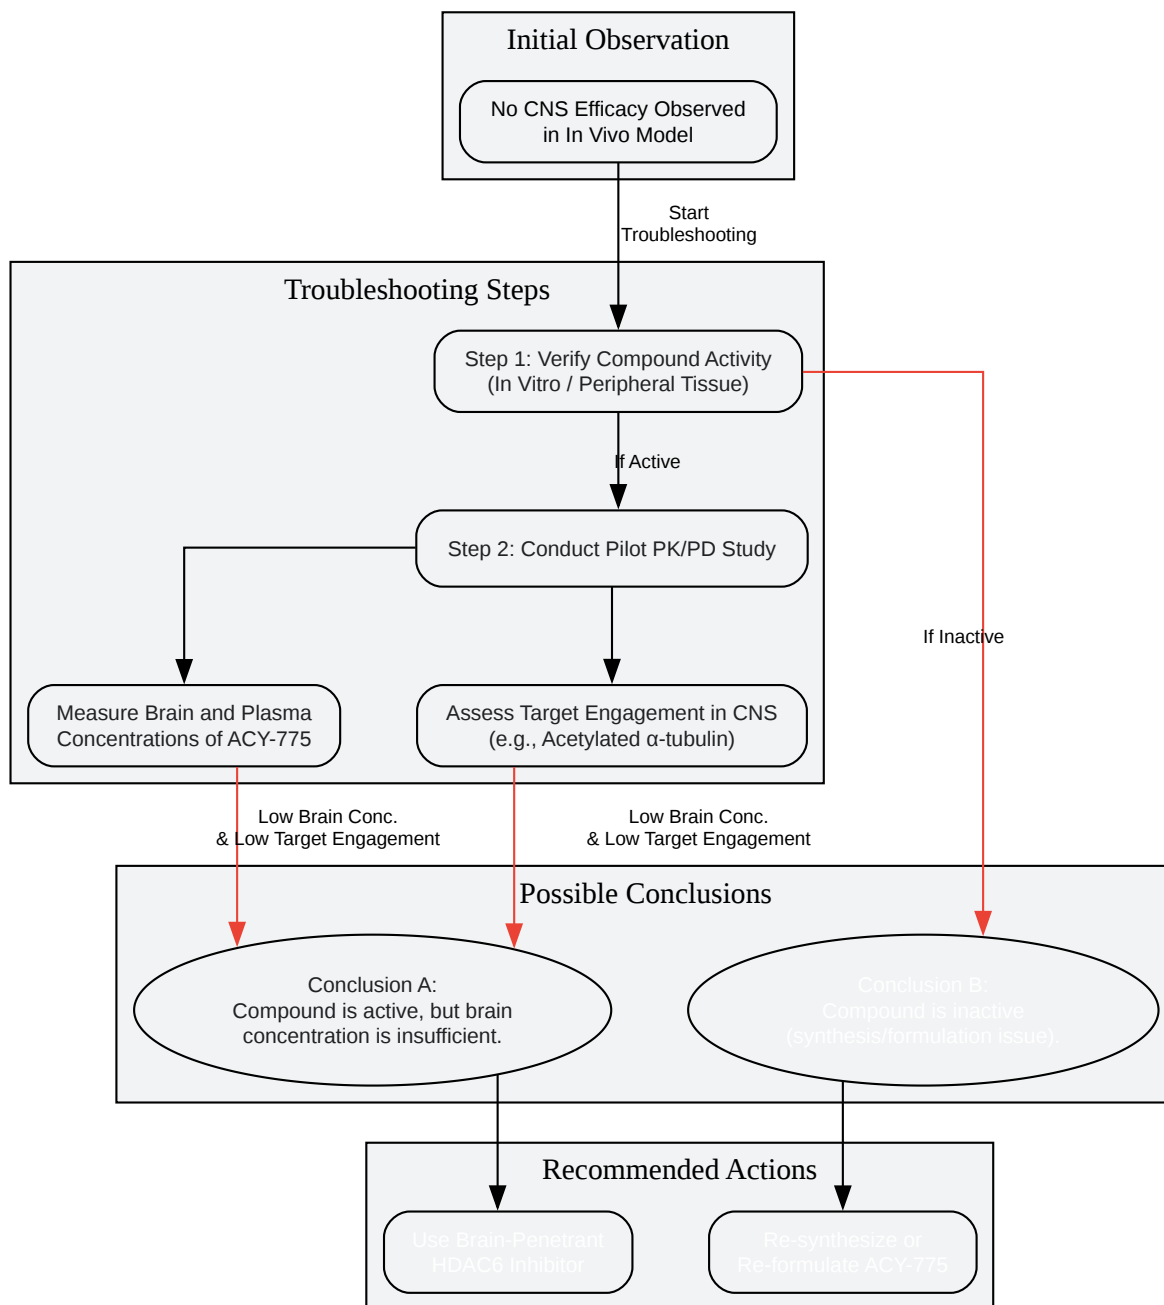 Initial Observation
No CNS Efficacy Observed
in In Vivo Model
Start
Troubleshooting
Troubleshooting Steps
Step 1: Verify Compound Activity
(In Vitro / Peripheral Tissue)
If Active
Step 2: Conduct Pilot PK/PD Study
If Inactive
Measure Brain and Plasma
Concentrations of ACY-775
Assess Target Engagement in CNS
(e.g., Acetylated α-tubulin)
Low Brain Conc.
& Low Target Engagement
Low Brain Conc.
& Low Target Engagement
Possible Conclusions
Conclusion A:
Compound is active, but brain
concentration is insufficient.
Conclusion B:
Compound is inactive
(synthesis/formulation issue).
Recommended Actions
Use Brain-Penetrant
HDAC6 Inhibitor
Re-synthesize or
Re-formulate ACY-775